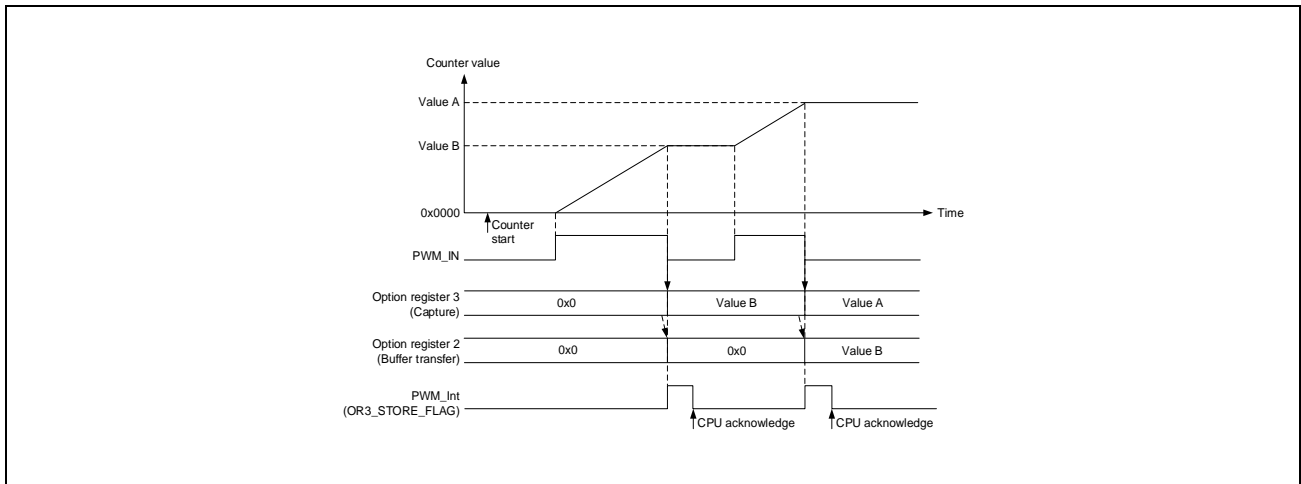 Counter value
Value A
Value B
0x0000
Time
Counter
start
PWM_IN
Option register 3
(Capture)
0x0
Value B
Value A
Option register 2
(Buffer transfer)
0x0
0x0
Value B
PWM_Int
(OR3_STORE_FLAG)
CPU acknowledge
CPU acknowledge